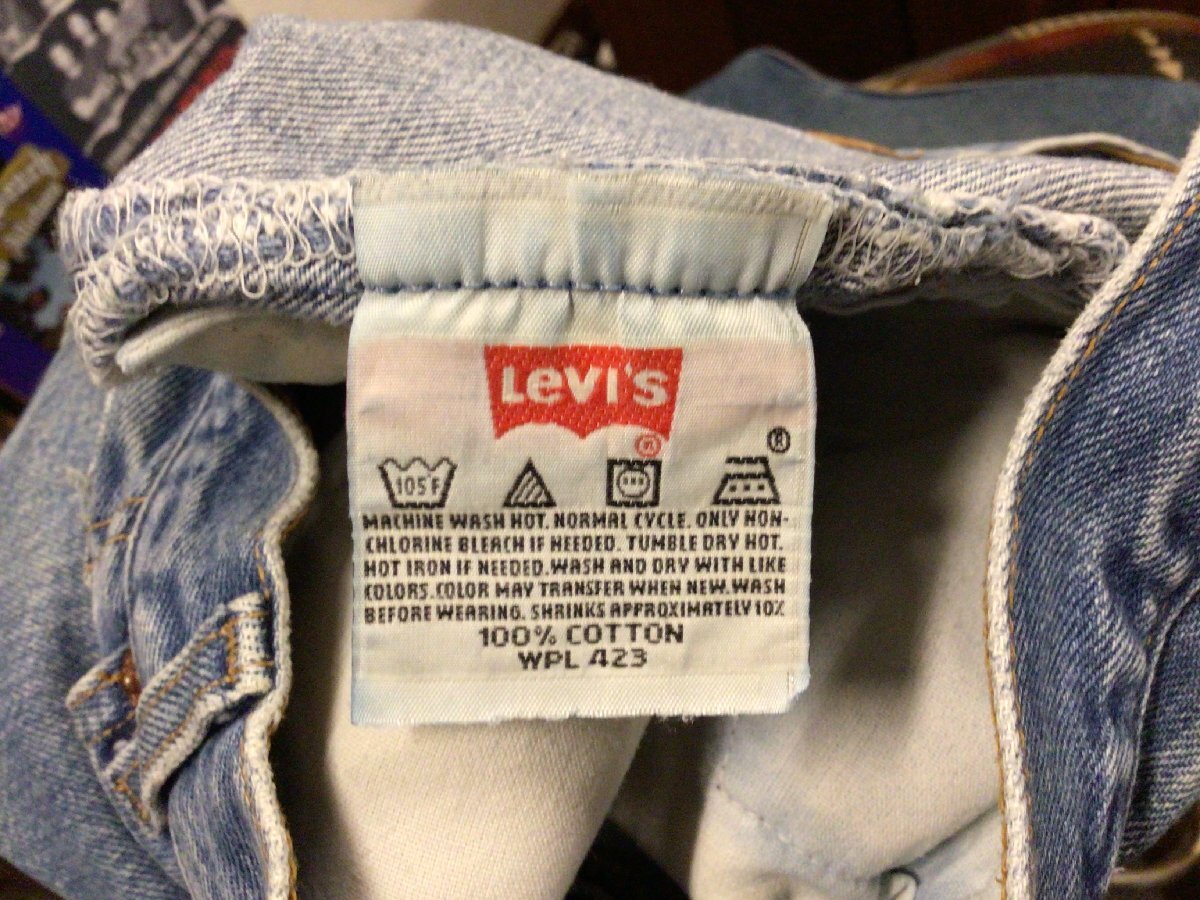 LEVI'S
®
®
105°F
MACHINE WASH HOT. NORMAL CYCLE. ONLY NON-
CHLORINE BLEACH IF NEEDED. TUMBLE DRY HOT.
HOT IRON IF NEEDED. WASH AND DRY WITH LIKE
COLORS. COLOR MAY TRANSFER WHEN NEW. WASH
BEFORE WEARING. SHRINKS APPROXIMATELY 10%
100% COTTON
WPL 423